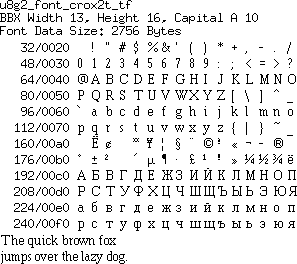 u8g2_font_crox2t_tf
BBX Width 13, Height 16, Capital A 10
Font Data Size: 2756 Bytes
32/0020 ! " # $ % & ' ( ) * + , - . /
48/0030 0 1 2 3 4 5 6 7 8 9 : ; < = > ?
64/0040 @ A B C D E F G H I J K L M N O
80/0050 P Q R S T U V W X Y Z [ \ ] ^ _
96/0060 ` a b c d e f g h i j k l m n o
112/0070 p q r s t u v w x y z { | } ~
160/00a0 Ё ¢ ¤ ¥ ¦ § ¨ © ² « ¬ - ®
176/00b0 ° ± ² ´ µ ¶ · £ ¹ ³ » ¼ ½ ¾ ё
192/00c0 А Б В Г Д Е Ж З И Й К Л М Н О П
208/00d0 Р С Т У Ф Х Ц Ч Ш Щ Ъ Ы Ь Э Ю Я
224/00e0 а б в г д е ж з и й к л м н о п
240/00f0 р с т у ф х ц ч ш щ ъ ы ь э ю я
The quick brown fox
jumps over the lazy dog.